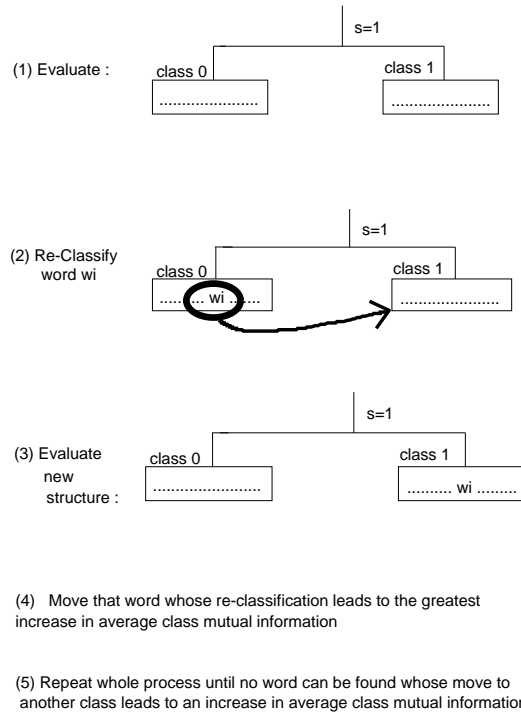 s=1
(1) Evaluate :
class 0
class 1
......................
......................
s=1
(2) Re-Classify
word wi
class 0
class 1
.......... wi .......
......................
s=1
(3) Evaluate
new
structure :
class 0
class 1
........................
.......... wi .........
(4) Move that word whose re-classification leads to the greatest
increase in average class mutual information
(5) Repeat whole process until no word can be found whose move to
another class leads to an increase in average class mutual information